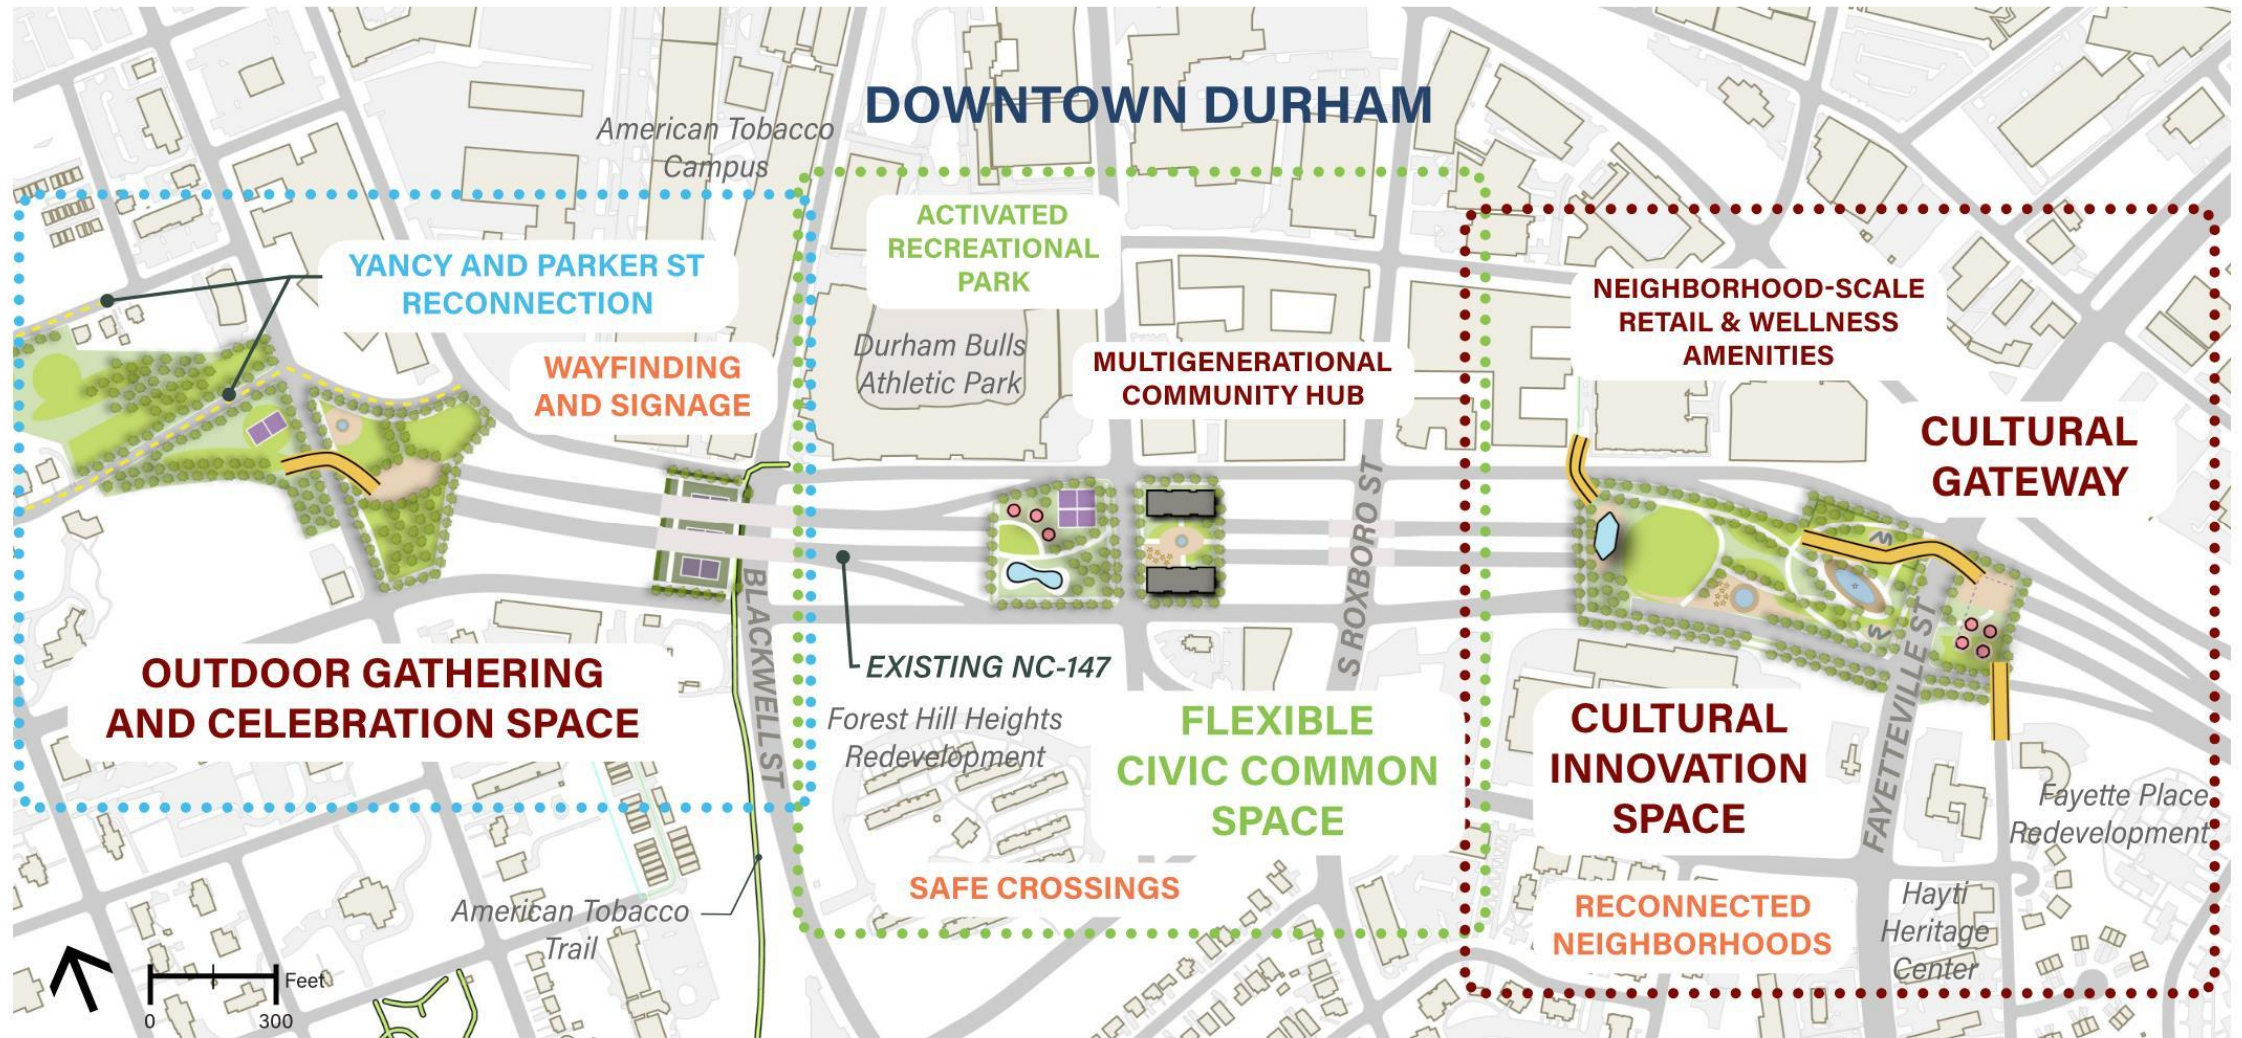 DOWNTOWN DURHAM
American Tobacco
Campus
YANCY AND PARKER ST
RECONNECTION
WAYFINDING
AND SIGNAGE
OUTDOOR GATHERING
AND CELEBRATION SPACE
ACTIVATED
RECREATIONAL
PARK
Durham Bulls
Athletic Park
MULTIGENERATIONAL
COMMUNITY HUB
NEIGHBORHOOD-SCALE
RETAIL & WELLNESS
AMENITIES
CULTURAL
GATEWAY
BLACKWELL ST
S ROXBORO ST
FAYETTEVILLE ST
EXISTING NC-147
Forest Hill Heights
Redevelopment
FLEXIBLE
CIVIC COMMON
SPACE
SAFE CROSSINGS
CULTURAL
INNOVATION
SPACE
RECONNECTED
NEIGHBORHOODS
Fayette Place
Redevelopment
Hayti
Heritage
Center
American Tobacco
Trail
Feet
0 300